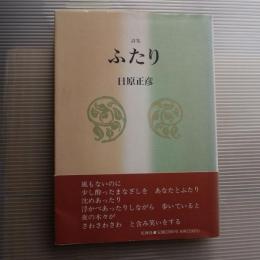 詩集
ふたり
日原正彦
風もないのに
少し酔ったまなざしを　あなたとふたり
沈めあったり
浮かべあったりしながら　歩いていると
夜の木々が
さわさわさわ　と含み笑いをする